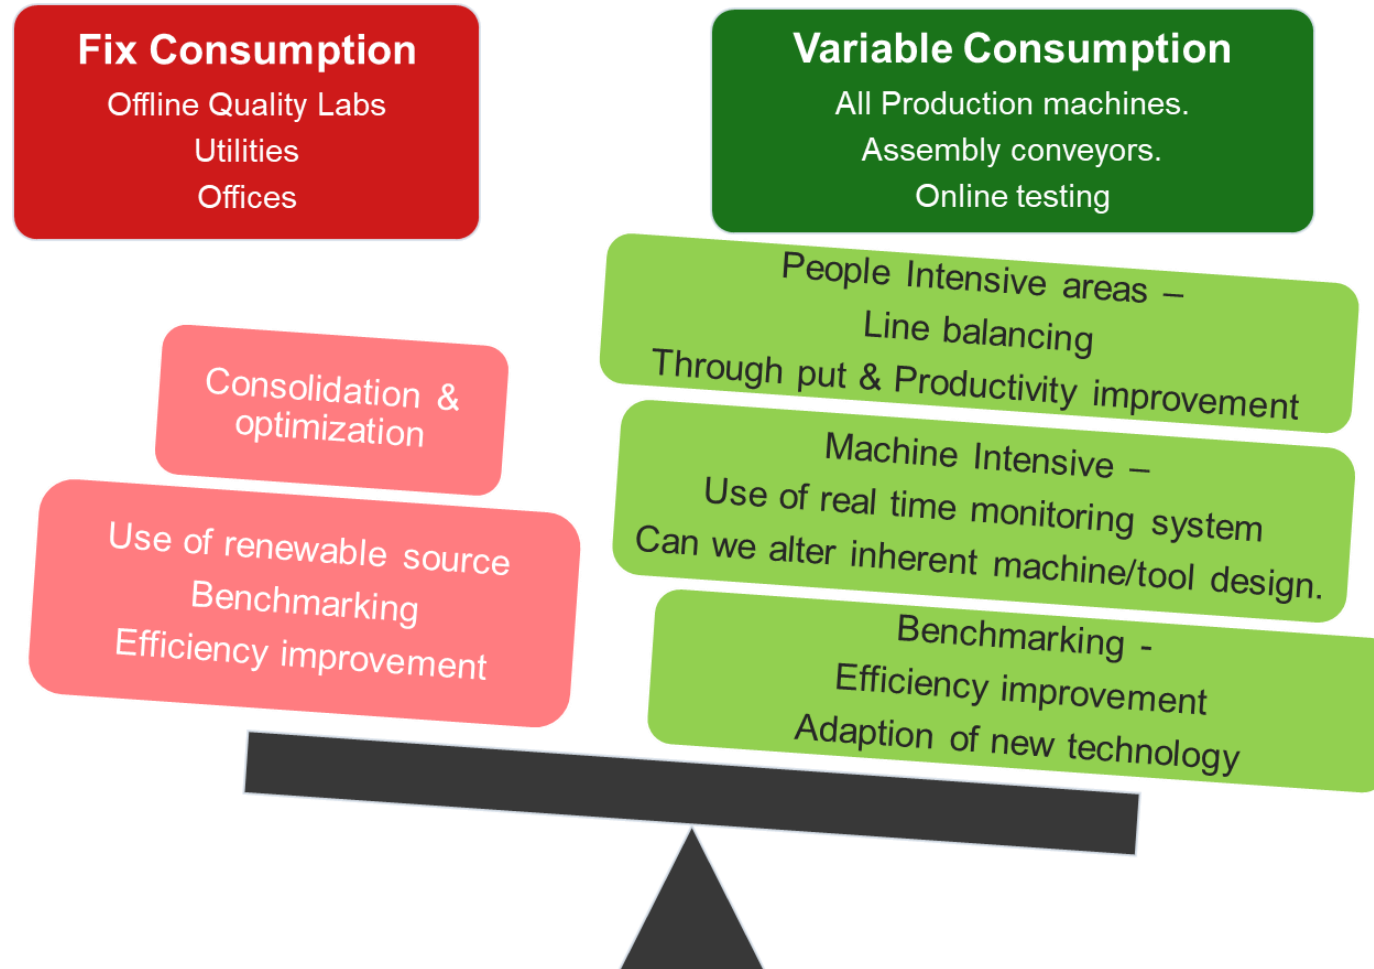 Fix Consumption
Offline Quality Labs
Utilities
Offices
Variable Consumption
All Production machines.
Assembly conveyors.
Online testing
Consolidation &
optimization
Use of renewable source
Benchmarking
Efficiency improvement
People Intensive areas –
Line balancing
Through put & Productivity improvement
Machine Intensive –
Use of real time monitoring system
Can we alter inherent machine/tool design.
Benchmarking -
Efficiency improvement
Adaption of new technology